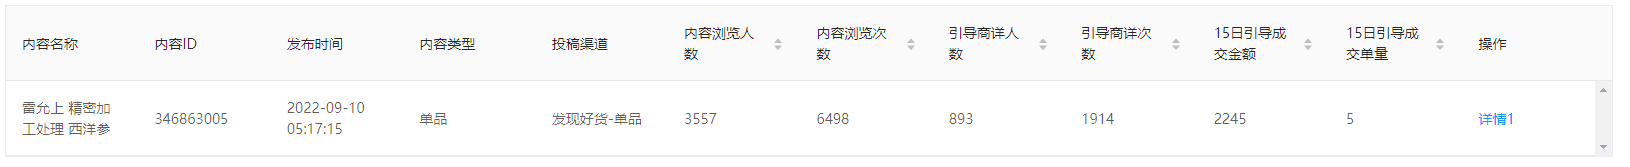 内容名称
内容ID
发布时间
内容类型
投稿渠道
内容浏览人
数
内容浏览次
数
引导商详人
数
引导商详次
数
15日引导成
交金额
15日引导成
交单量
操作
雷允上 精密加
工处理 西洋参
346863005
2022-09-10
05:17:15
单品
发现好货-单品
3557
6498
893
1914
2245
5
详情1